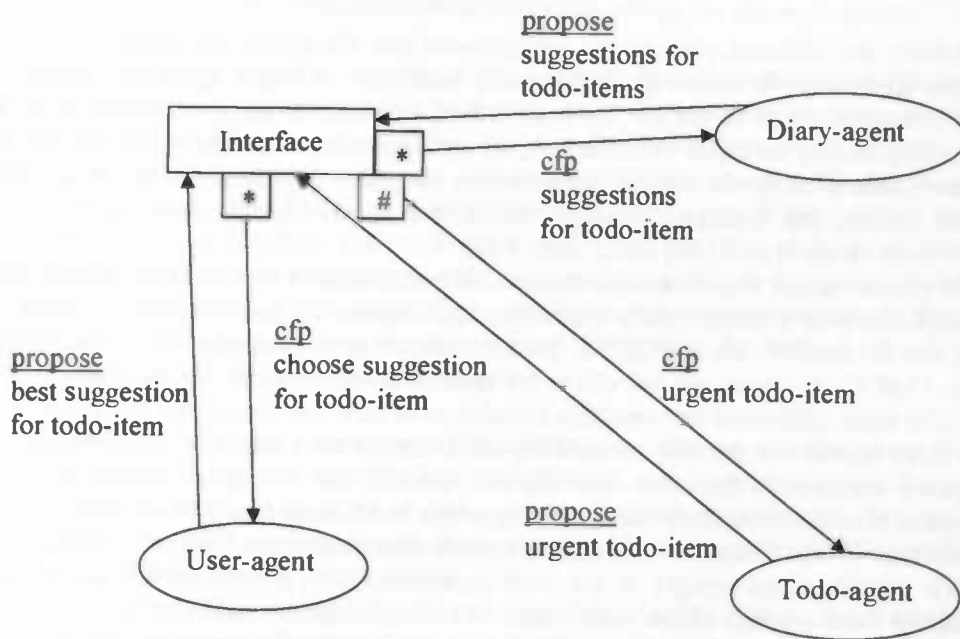 propose
suggestions for
todo-items
Interface
*
Diary-agent
cfp
suggestions
for todo-item
*
#
propose
best suggestion
for todo-item
cfp
choose suggestion
for todo-item
cfp
urgent todo-item
propose
urgent todo-item
User-agent
Todo-agent